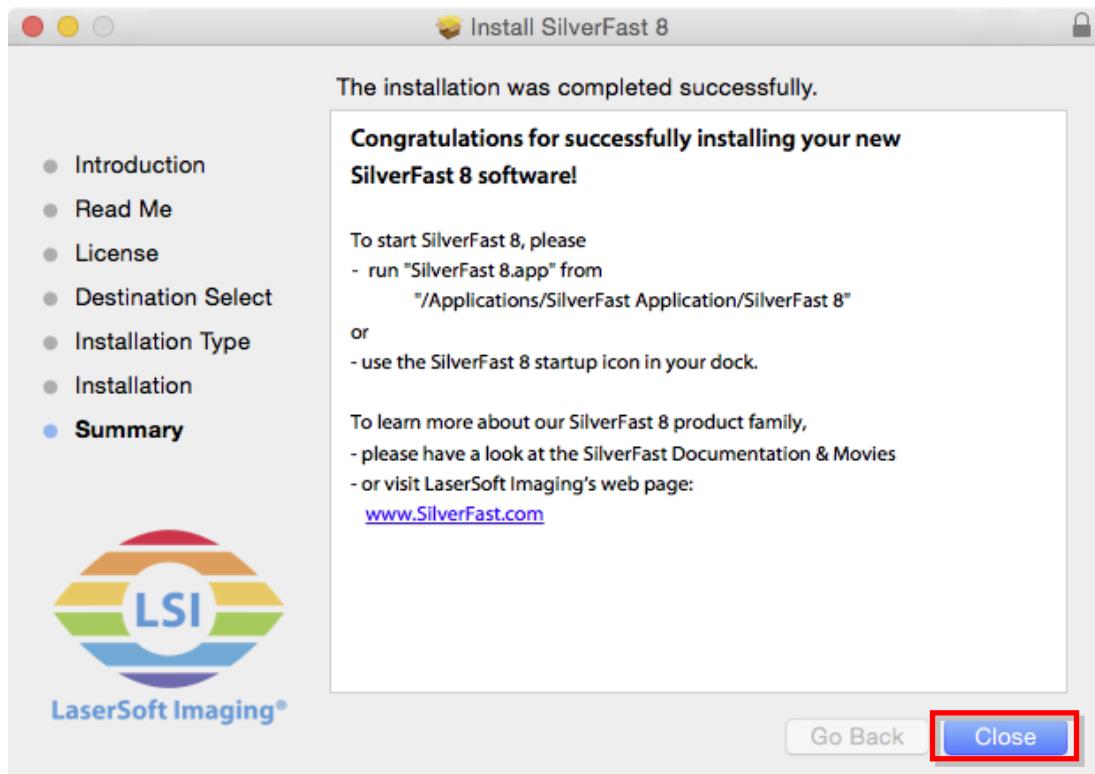 Install SilverFast 8
The installation was completed successfully.
Introduction
Read Me
License
Destination Select
Installation Type
Installation
Summary
Congratulations for successfully installing your new
SilverFast 8 software!
To start SilverFast 8, please
- run "SilverFast 8.app" from
"/Applications/SilverFast Application/SilverFast 8"
or
- use the SilverFast 8 startup icon in your dock.
To learn more about our SilverFast 8 product family,
- please have a look at the SilverFast Documentation & Movies
- or visit LaserSoft Imaging's web page:
www.SilverFast.com
LSI
LaserSoft Imaging®
Go Back
Close